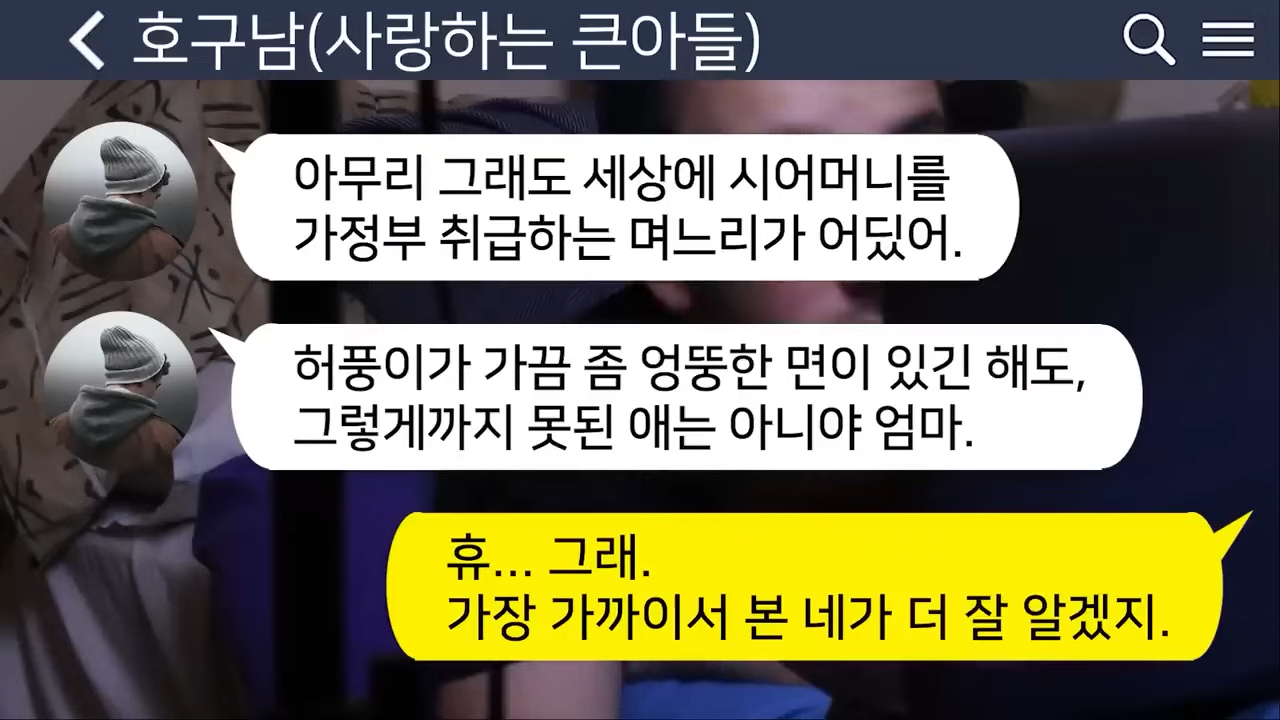 호구남(사랑하는 큰아들)
아무리 그래도 세상에 시어머니를
가정부 취급하는 며느리가 어딨어.
허풍이가 가끔 좀 엉뚱한 면이 있긴 해도,
그렇게까지 못된 애는 아니야 엄마.
휴... 그래.
가장 가까이서 본 네가 더 잘 알겠지.